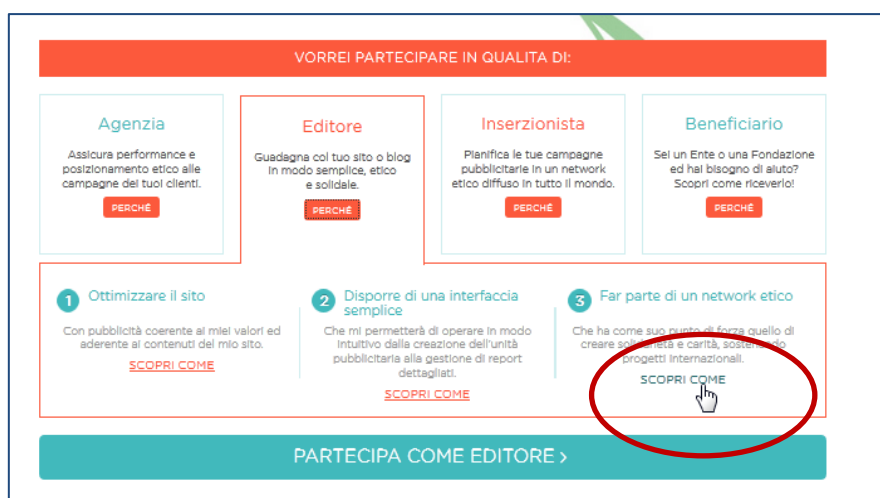 VORREI PARTECIPARE IN QUALITA DI:
Agenzia
Assicura performance e
posizionamento etico alle
campagne dei tuoi clienti.
PERCHÉ
Editore
Guadagna col tuo sito o blog
in modo semplice, etico
e solidale.
PERCHÉ
Inserzionista
Pianifica le tue campagne
pubblicitarie in un network
etico diffuso in tutto il mondo.
PERCHÉ
Beneficiario
Sei un Ente o una Fondazione
ed hai bisogno di aiuto?
Scopri come riceverlo!
PERCHÉ
1 Ottimizzare il sito
Con pubblicità coerente ai miei valori ed
aderente ai contenuti del mio sito.
SCOPRI COME
2 Disporre di una interfaccia
semplice
Che mi permetterà di operare in modo
intuitivo dalla creazione dell'unità
pubblicitaria alla gestione di report
dettagliati.
SCOPRI COME
3 Far parte di un network etico
Che ha come suo punto di forza quello di
creare solidarietà e carità, sostenendo
progetti internazionali.
SCOPRI COME
PARTECIPA COME EDITORE >